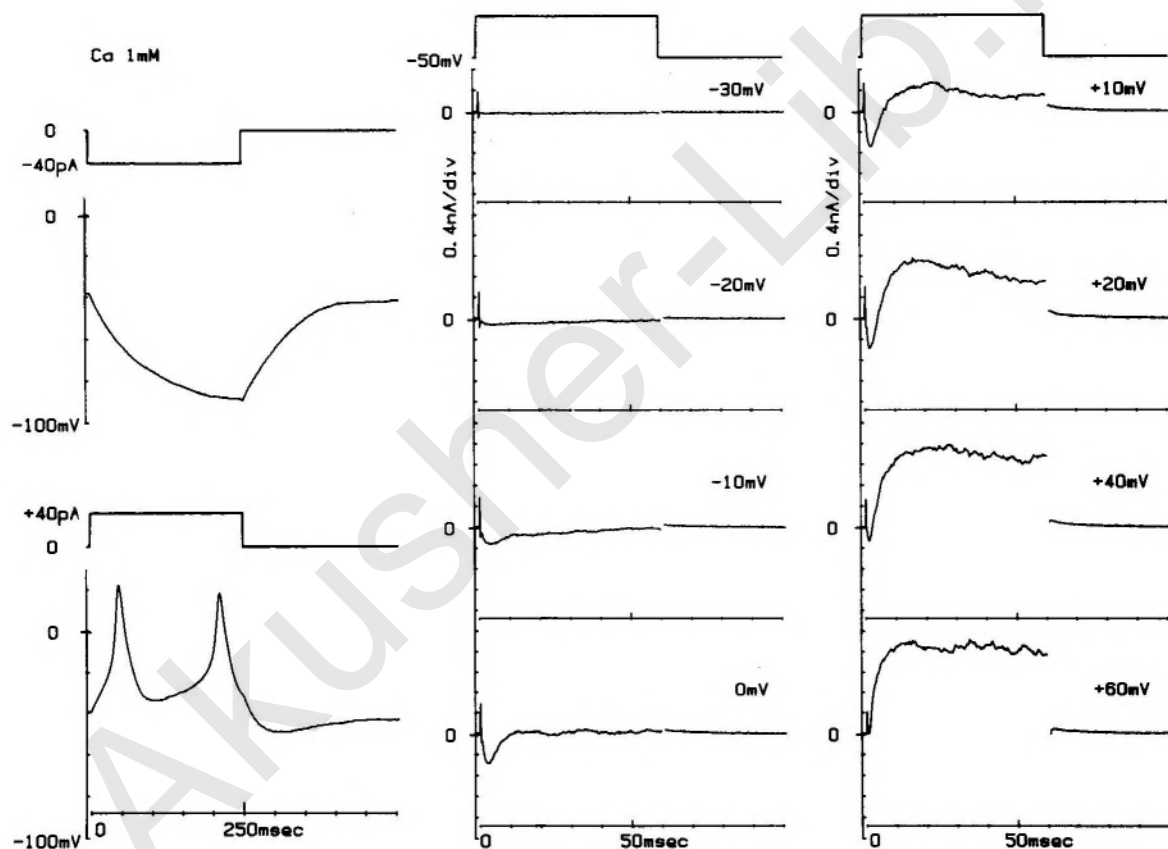 Ca 1mM
0
-40pA
0
-100mV
+40pA
0
0
-100mV
0
250msec
-50mV
-30mV
0
0.4nA/div
-20mV
0
-10mV
0
0mV
0
0
50msec
+10mV
0
0.4nA/div
+20mV
0
+40mV
0
+60mV
0
0
50msec
Akusher-Lib.